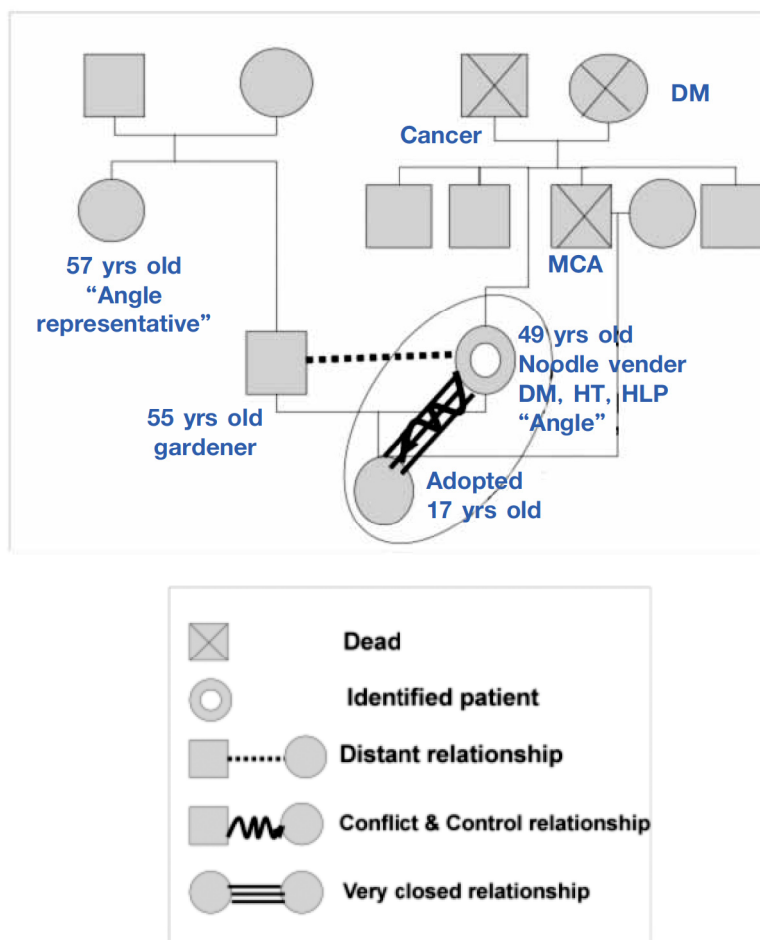 DM
Cancer
MCA
57 yrs old
“Angle
representative”
49 yrs old
Noodle vender
DM, HT, HLP
“Angle”
55 yrs old
gardener
Adopted
17 yrs old
Dead
Identified patient
Distant relationship
Conflict & Control relationship
Very closed relationship